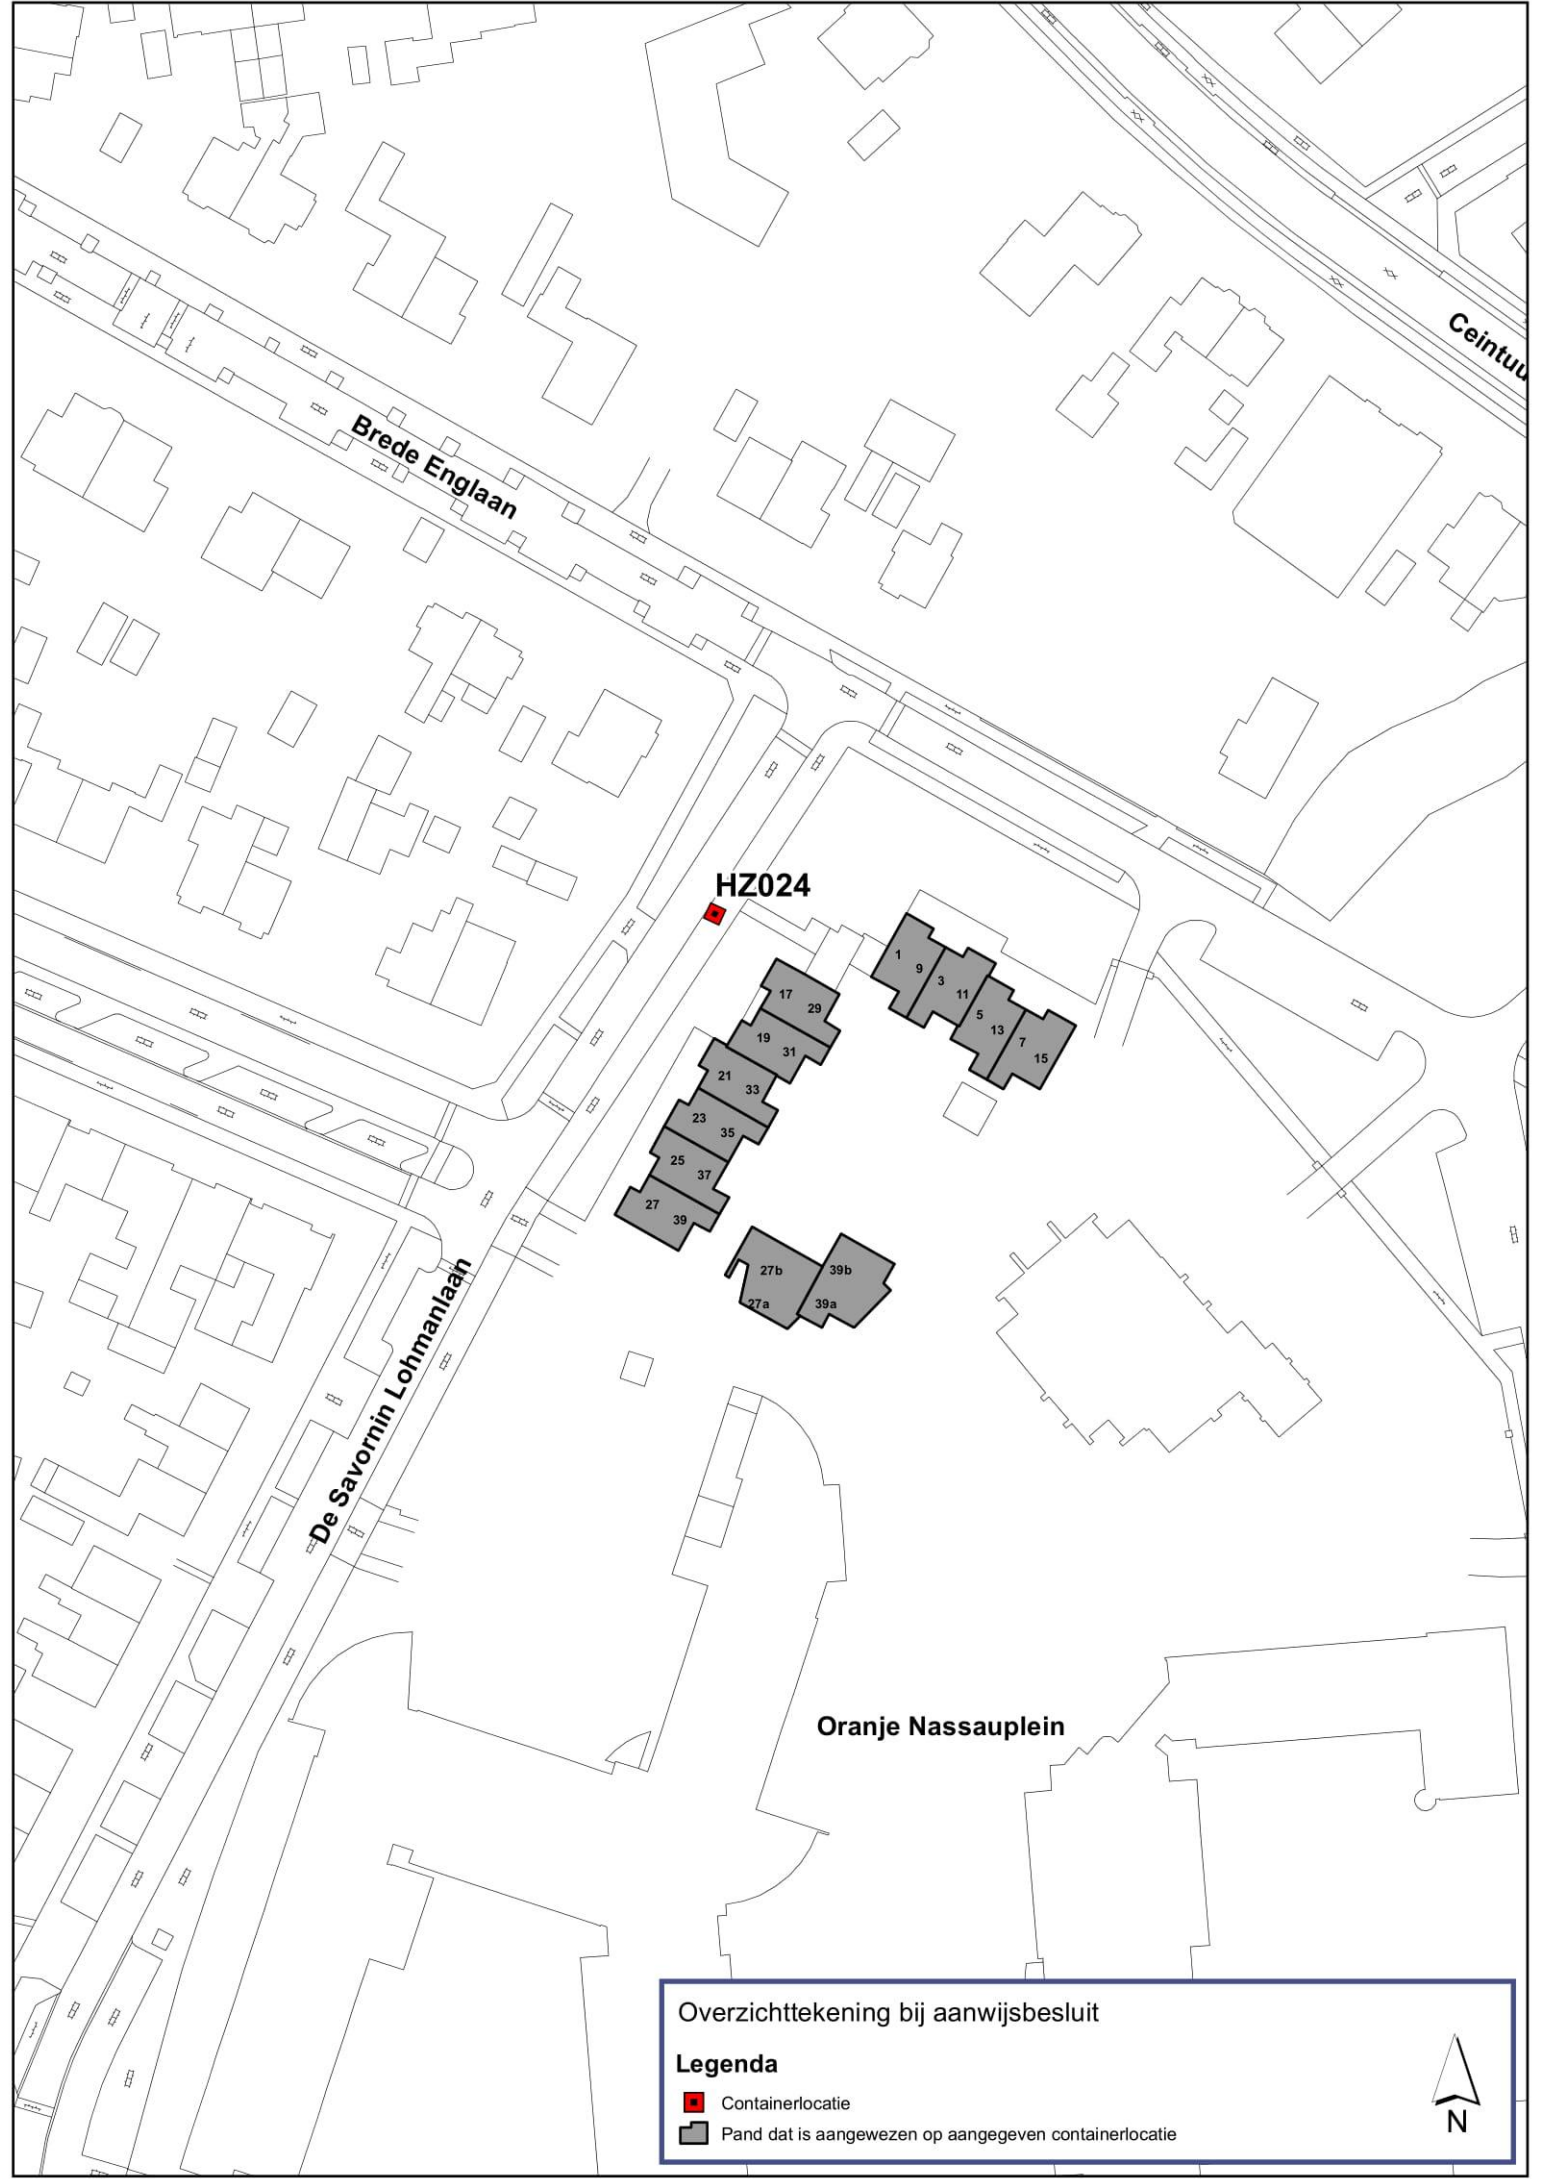 Ceintuu
Brede Englaan
HZ024
1
9
3
11
5
13
7
15
17
29
19
31
21
33
23
35
25
37
27
39
27b
39b
27a
39a
De Savornin Lohmanlaan
Oranje Nassauplein
Overzichttekening bij aanwijsbesluit
Legenda
Containerlocatie
Pand dat is aangewezen op aangegeven containerlocatie
N